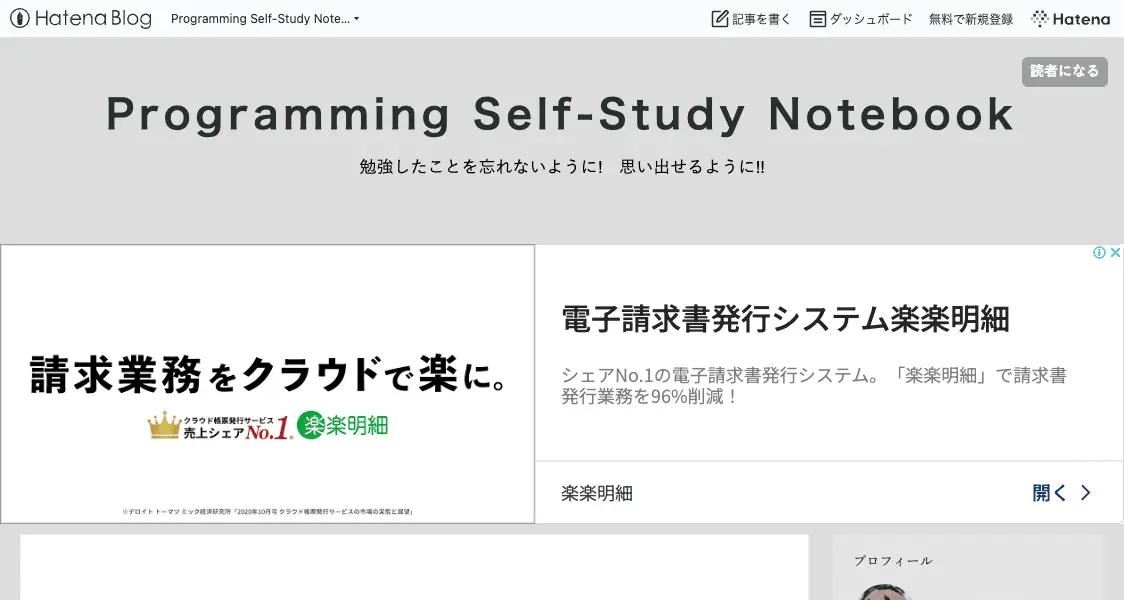 Hatena Blog
Programming Self-Study Note...
記事を書く
ダッシュボード
無料で新規登録
Hatena
読者になる
Programming Self-Study Notebook
勉強したことを忘れないように!　思い出せるように!!
請求業務をクラウドで楽に。
クラウド帳票発行サービス
売上シェアNo.1※
楽楽明細
※デロイト トーマツ ミック経済研究所「2020年10月号 クラウド帳票発行サービスの市場の実態と展望」
電子請求書発行システム楽楽明細
シェアNo.1の電子請求書発行システム。「楽楽明細」で請求書
発行業務を96%削減！
楽楽明細
開く
プロフィール